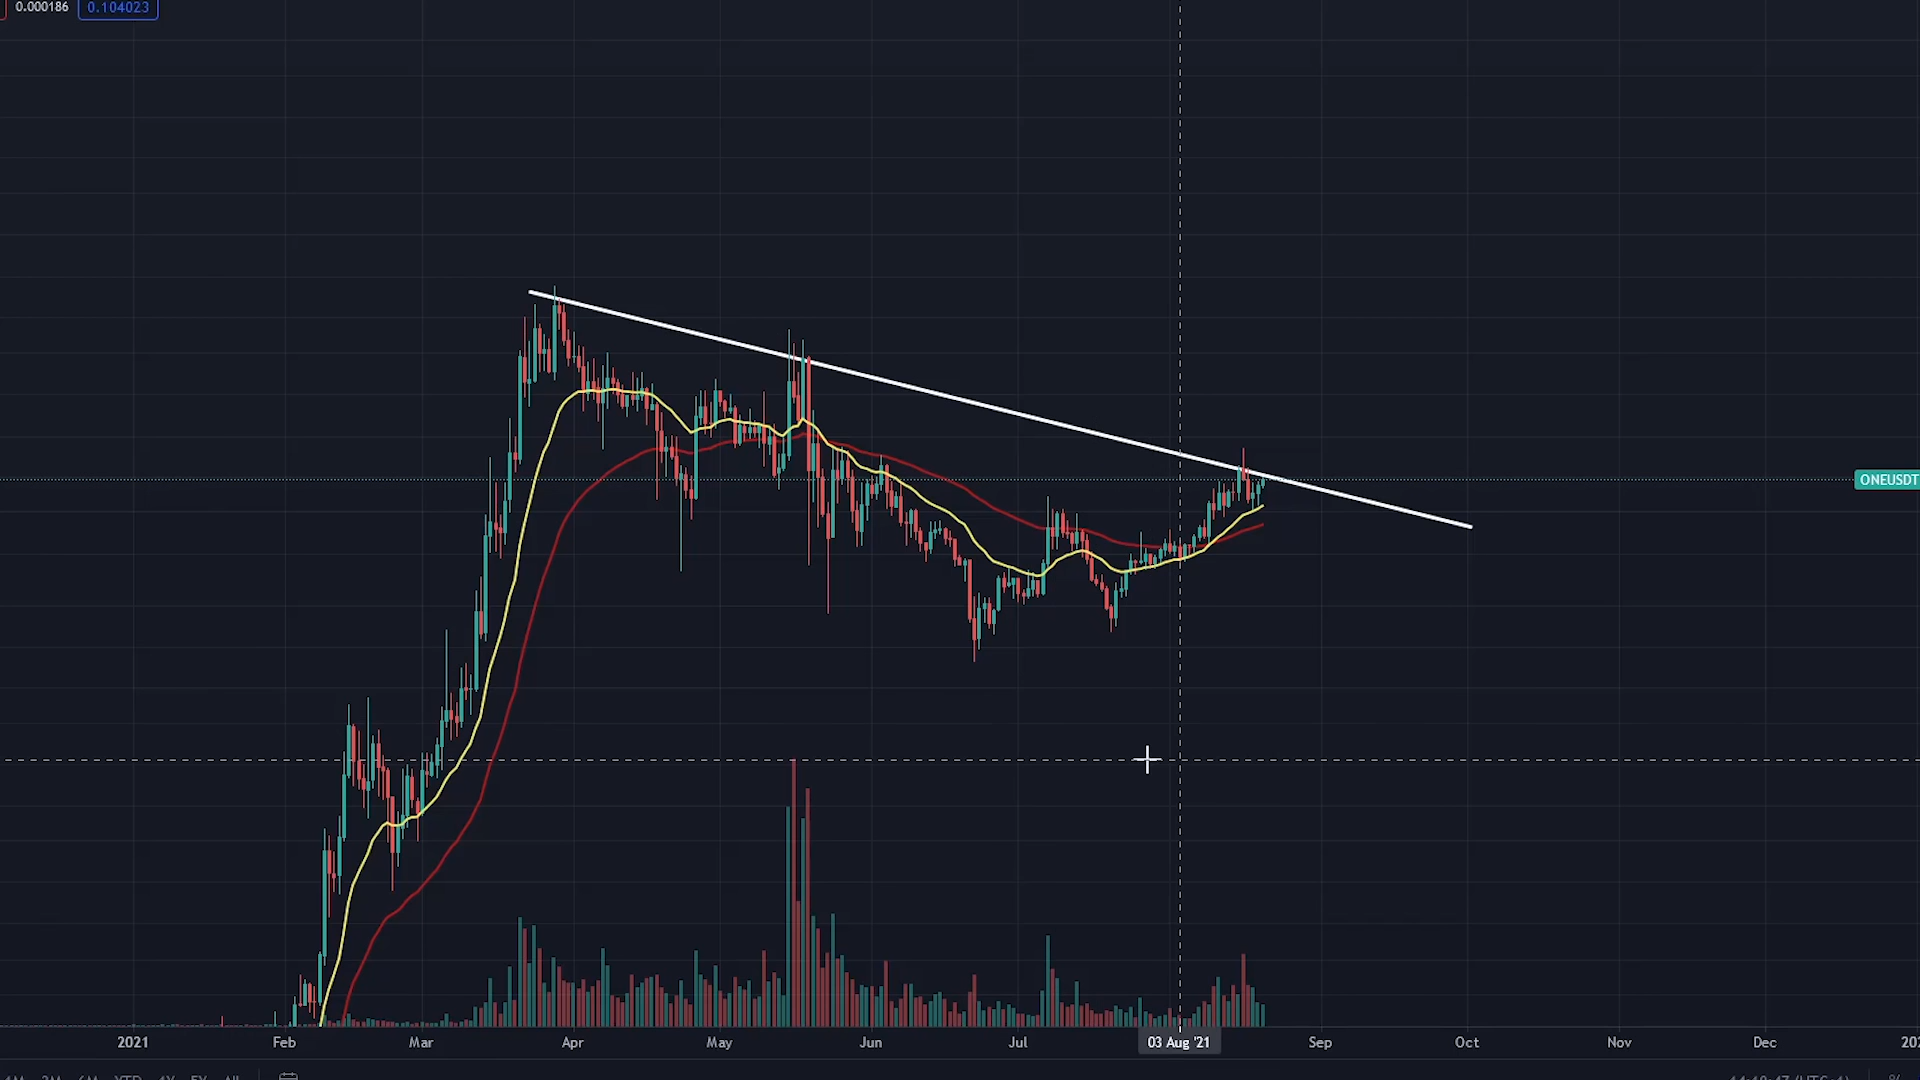 0.000186 0.104023
ONEUSDT
2021 Feb Mar Apr May Jun Jul 03 Aug '21 Sep Oct Nov Dec